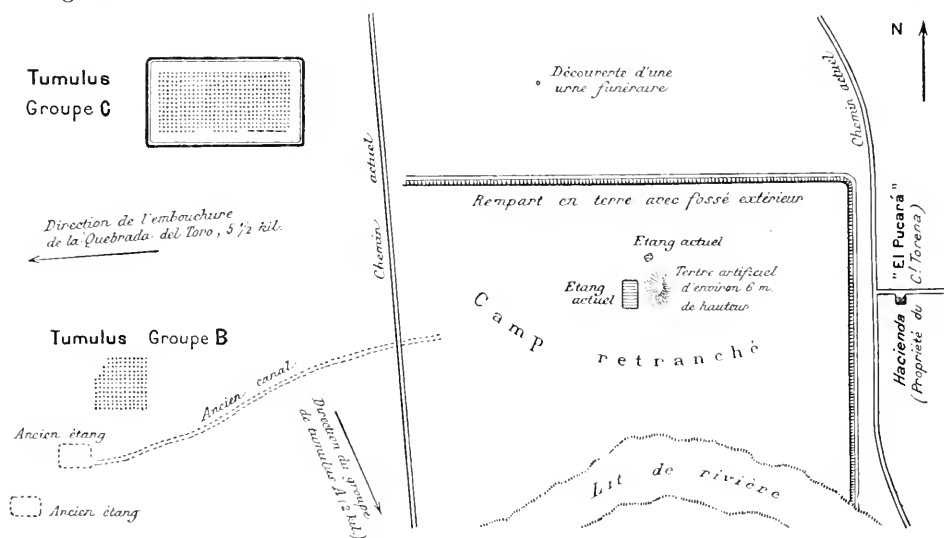 Tumulus
Groupe C
Découverte d'une
urne funéraire
N
Chemin actuel
Chemin actuel
Rempart en terre avec fossé extérieur
Direction de l'embouchure
de la Quebrada del Toro, 5 1/2 kil.
Etang actuel
Etang
actuel
Tertre artificiel
d'environ 6 m.
de hauteur
Hacienda "El Pucará"
(Propriété du C! Torena)
Camp retranché
Tumulus Groupe B
Ancien canal.
Ancien étang
Direction du groupe
de tumulus A (2 kil.)
Lit de rivière
Ancien étang